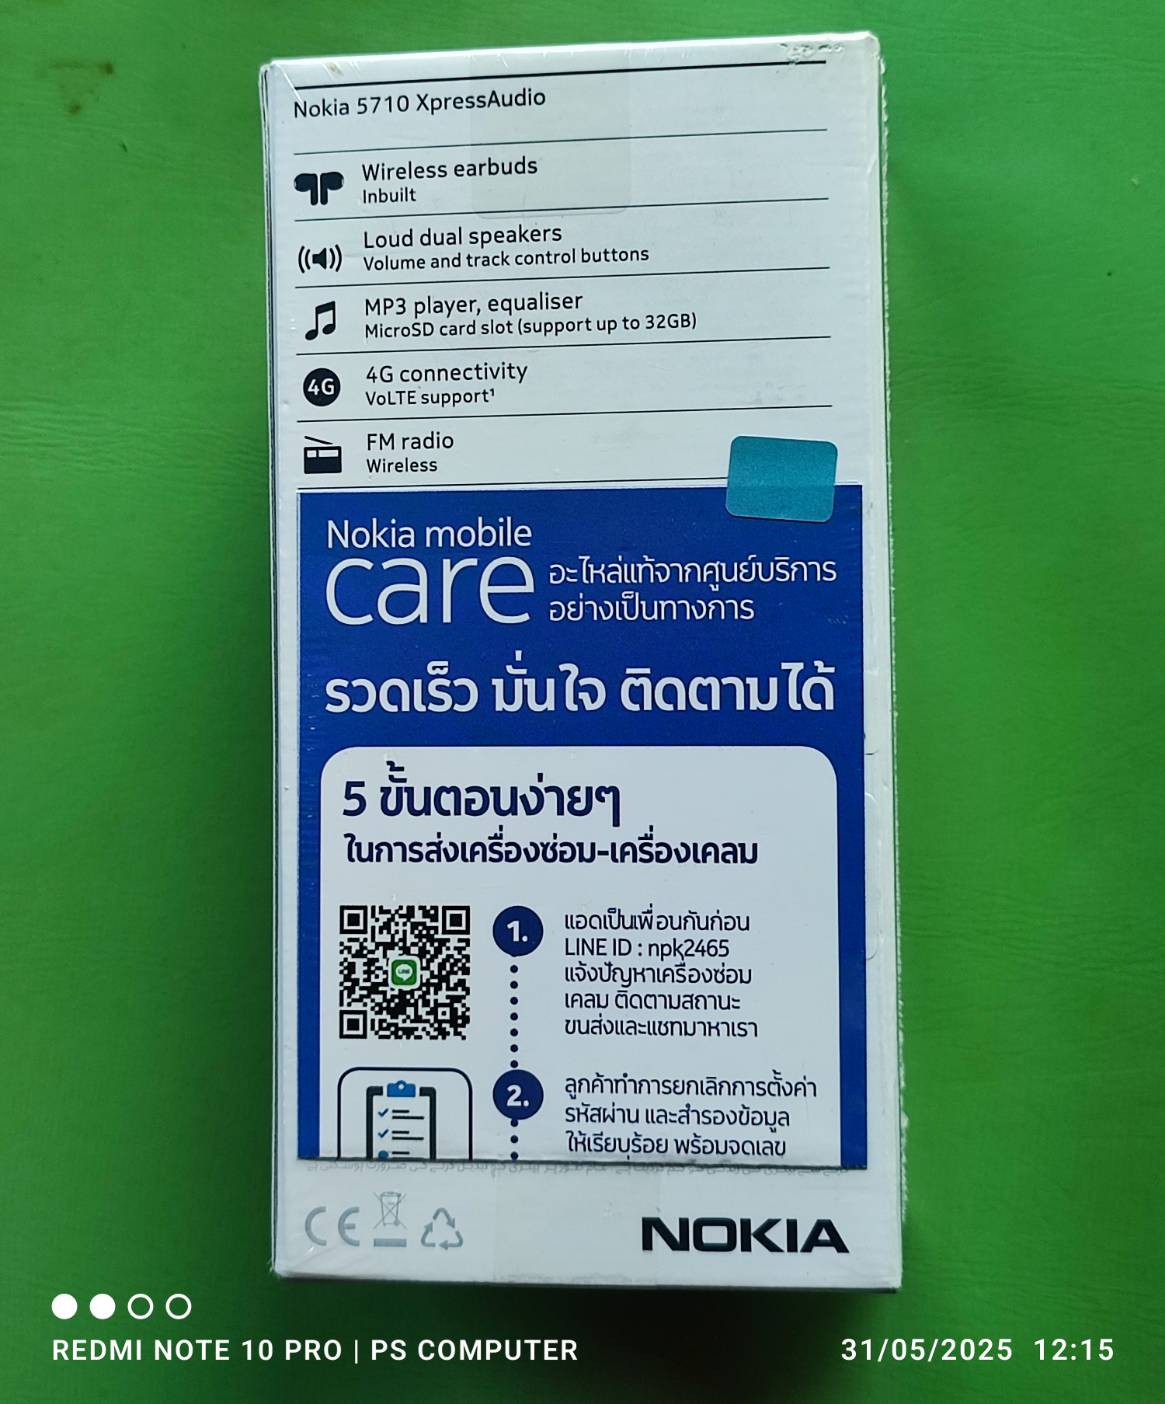 Nokia 5710 XpressAudio
Wireless earbuds
Inbuilt
Loud dual speakers
Volume and track control buttons
MP3 player, equaliser
MicroSD card slot (support up to 32GB)
4G
4G connectivity
VoLTE support¹
FM radio
Wireless
Nokia mobile
care
อะไหล่แท้จากศูนย์บริการ
อย่างเป็นทางการ
รวดเร็ว มั่นใจ ติดตามได้
5 ขั้นตอนง่ายๆ
ในการส่งเครื่องซ่อม-เครื่องเคลม
LINE
1.
แอดเป็นเพื่อนกันก่อน
LINE ID : npk2465
แจ้งปัญหาเครื่องซ่อม
เคลม ติดตามสถานะ
ขนส่งและแชทมาหาเรา
2.
ลูกค้าทำการยกเลิกการตั้งค่า
รหัสผ่าน และสำรองข้อมูล
ให้เรียบร้อย พร้อมจดเลข
CE
NOKIA
REDMI NOTE 10 PRO | PS COMPUTER
31/05/2025 12:15